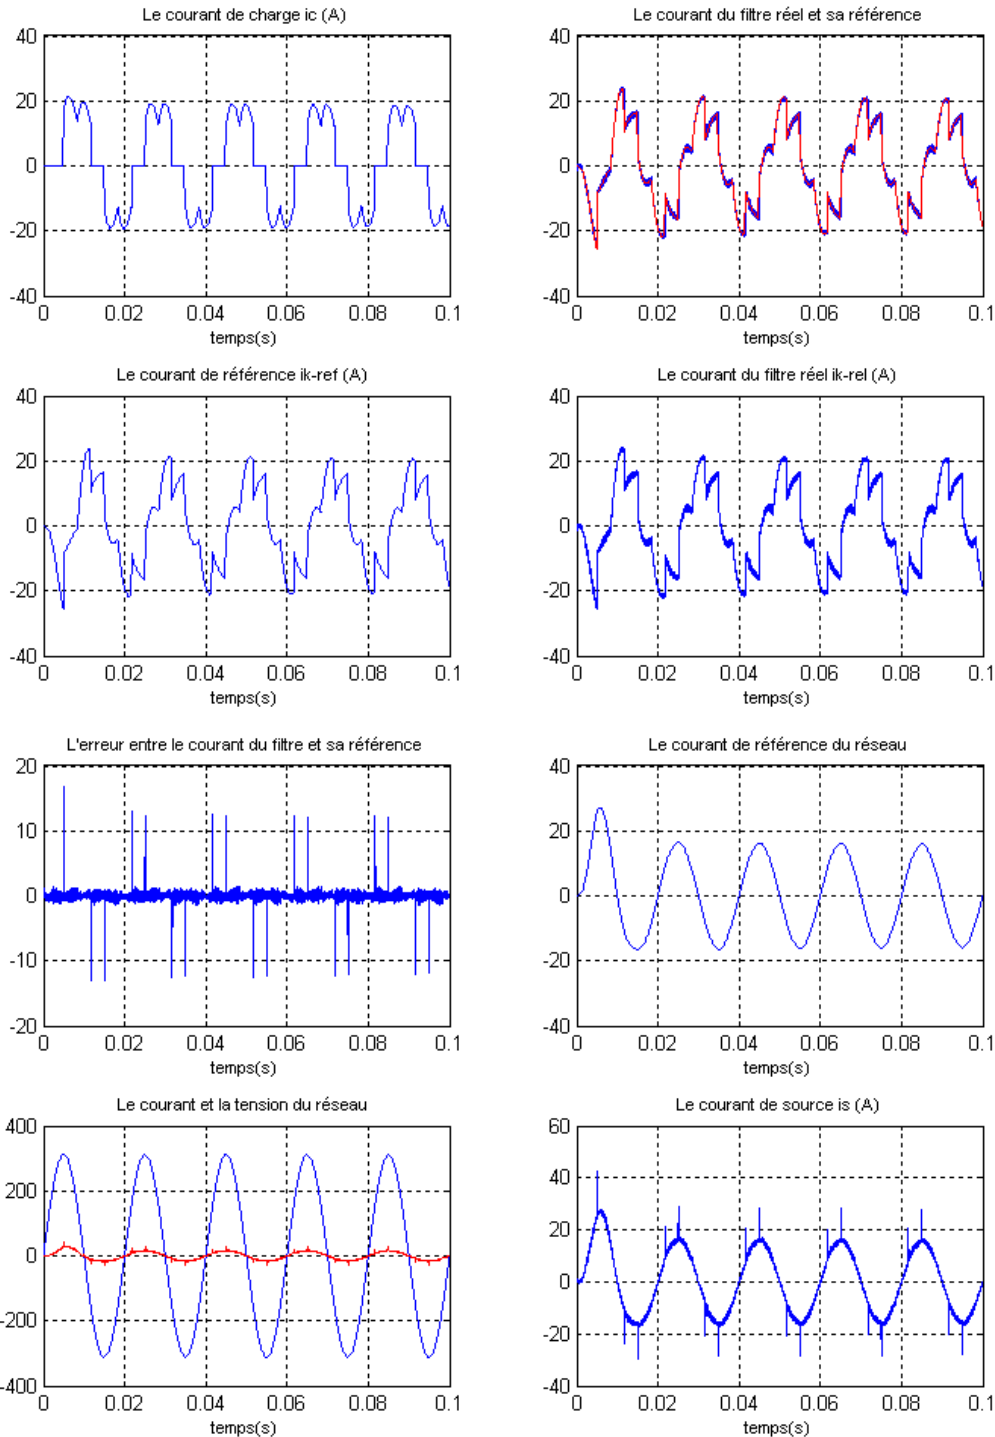 Le courant de charge ic (A)
40
20
0
-20
-40
0 0.02 0.04 0.06 0.08 0.1
temps(s)
Le courant du filtre réel et sa référence
40
20
0
-20
-40
0 0.02 0.04 0.06 0.08 0.1
temps(s)
Le courant de référence ik-ref (A)
40
20
0
-20
-40
0 0.02 0.04 0.06 0.08 0.1
temps(s)
Le courant du filtre réel ik-rel (A)
40
20
0
-20
-40
0 0.02 0.04 0.06 0.08 0.1
temps(s)
L'erreur entre le courant du filtre et sa référence
20
10
0
-10
-20
0 0.02 0.04 0.06 0.08 0.1
temps(s)
Le courant de référence du réseau
40
20
0
-20
-40
0 0.02 0.04 0.06 0.08 0.1
temps(s)
Le courant et la tension du réseau
400
200
0
-200
-400
0 0.02 0.04 0.06 0.08 0.1
temps(s)
Le courant de source is (A)
60
40
20
0
-20
-40
0 0.02 0.04 0.06 0.08 0.1
temps(s)